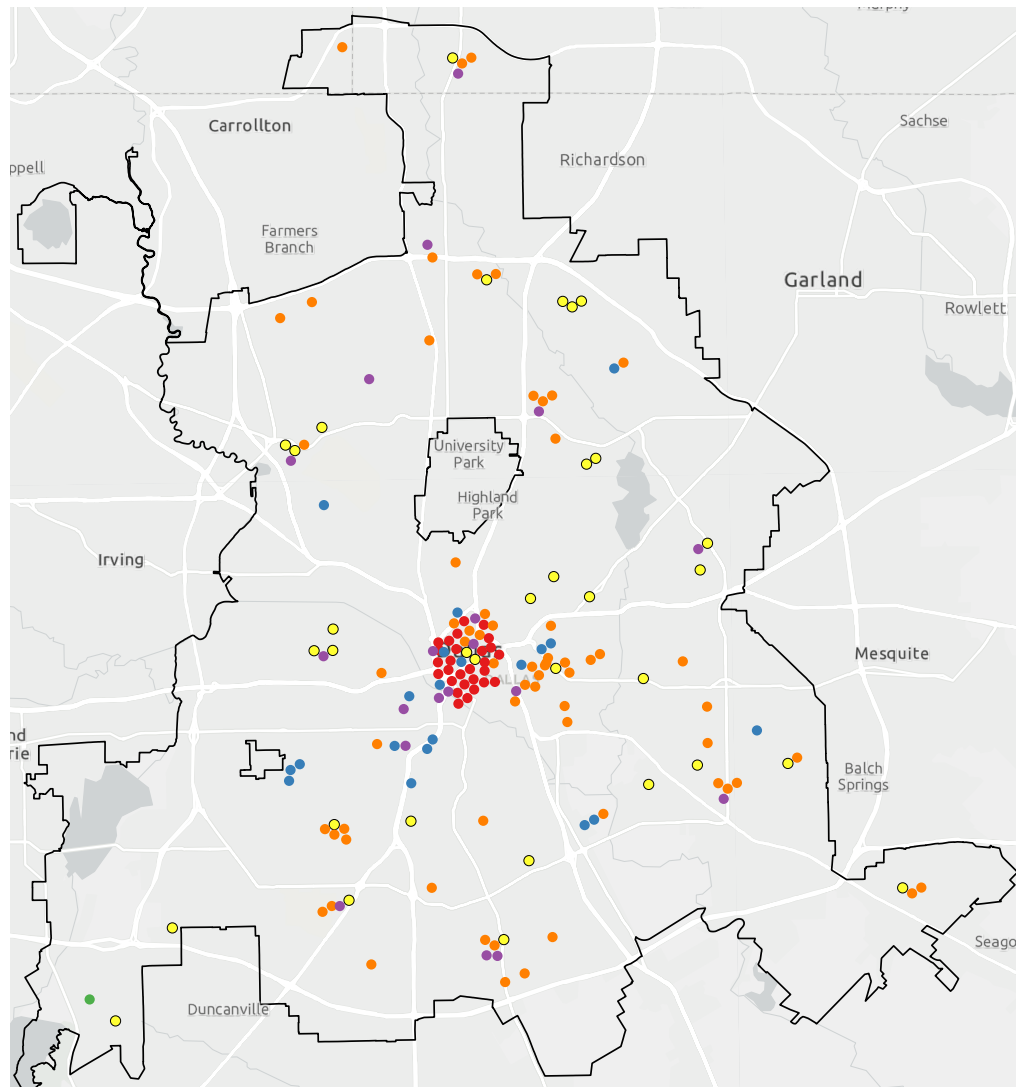 Murphy
Carrollton
Sachse
Richardson
ppell
Farmers
Branch
Garland
Rowlett
University
Park
Highland
Park
Irving
Mesquite
nd
rie
Balch
Springs
Seago
Duncanville